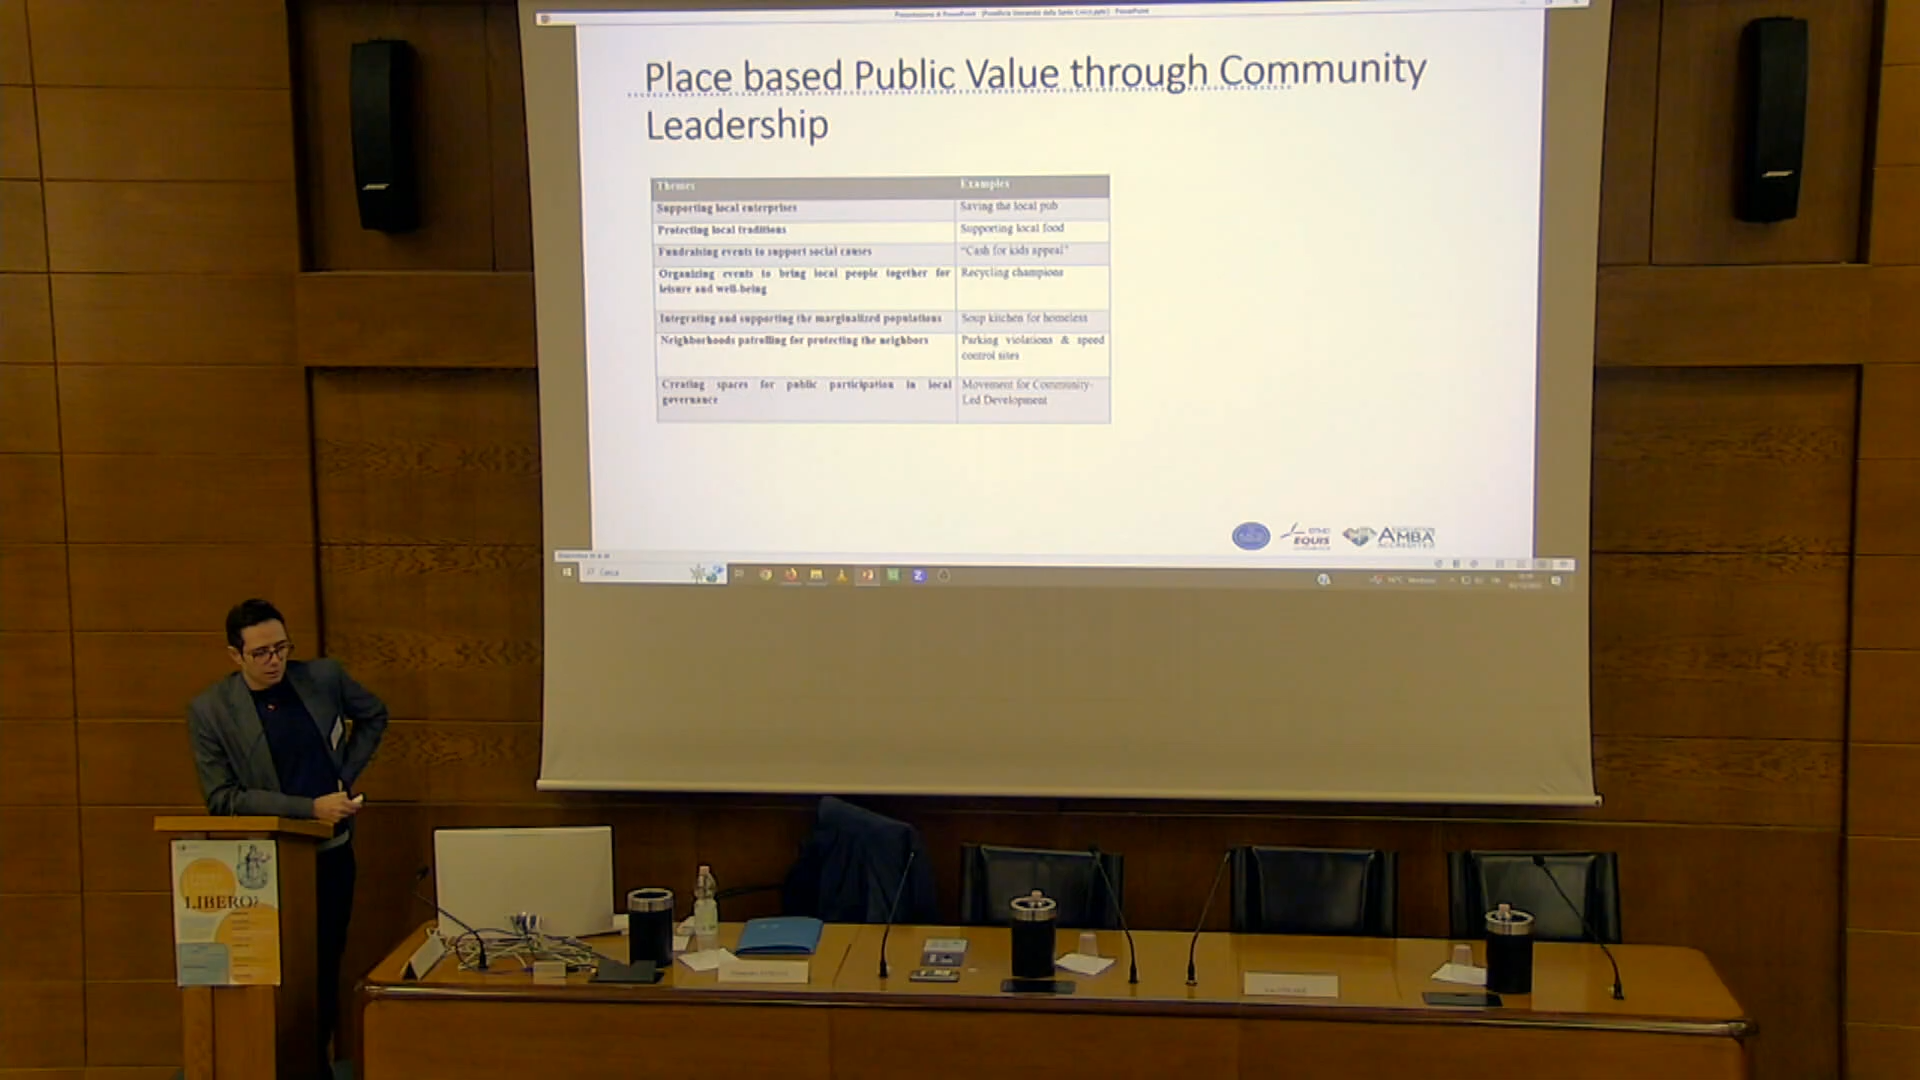 Place based Public Value through Community
Leadership
Themes Examples
Supporting local enterprises Saving the local pub
Protecting local traditions Supporting local food
Fundraising events to support social causes "Cash for kids appeal"
Organizing events to bring local people together for Recycling champions
leisure and well-being
Integrating and supporting the marginalized populations Soup kitchen for homeless
Neighborhoods patrolling for protecting the neighbors Parking violations & speed
control sites
Creating spaces for public participation in local Movement for Community-
governance Led Development
EQUIS
AMBA
ACCREDITED
Cerca
LIBERO?